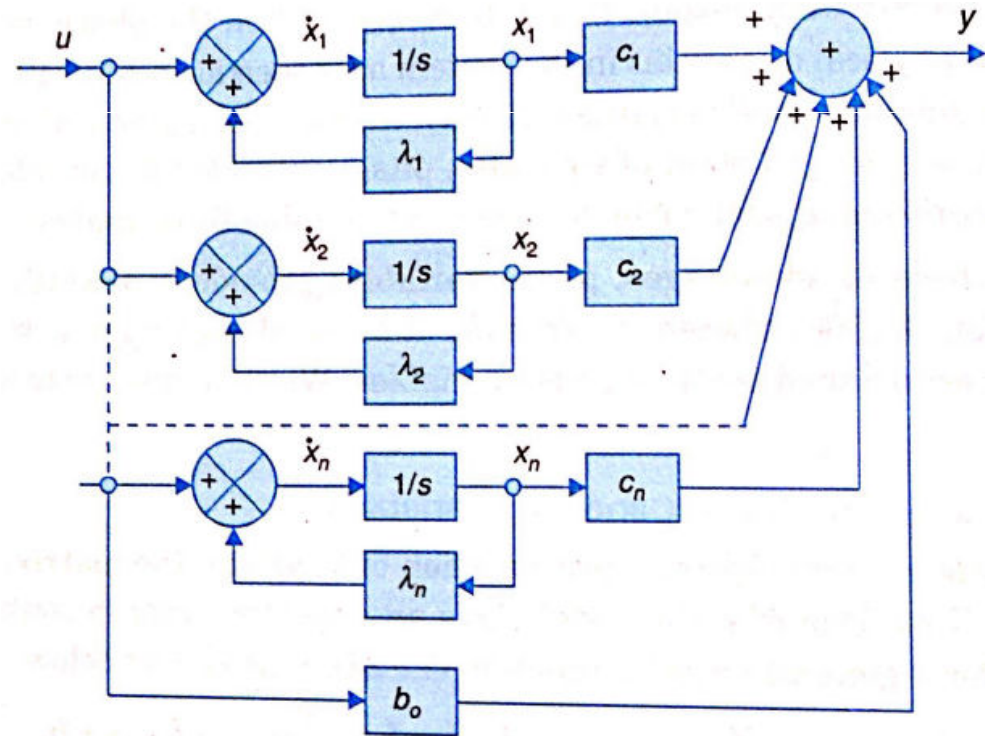 u ẋ₁ x₁ y
+ + 1/s c₁ + + + + + + +
λ₁
ẋ₂ x₂
+ + 1/s c₂
λ₂
ẋₙ xₙ
+ + 1/s cₙ
λₙ
bₒ